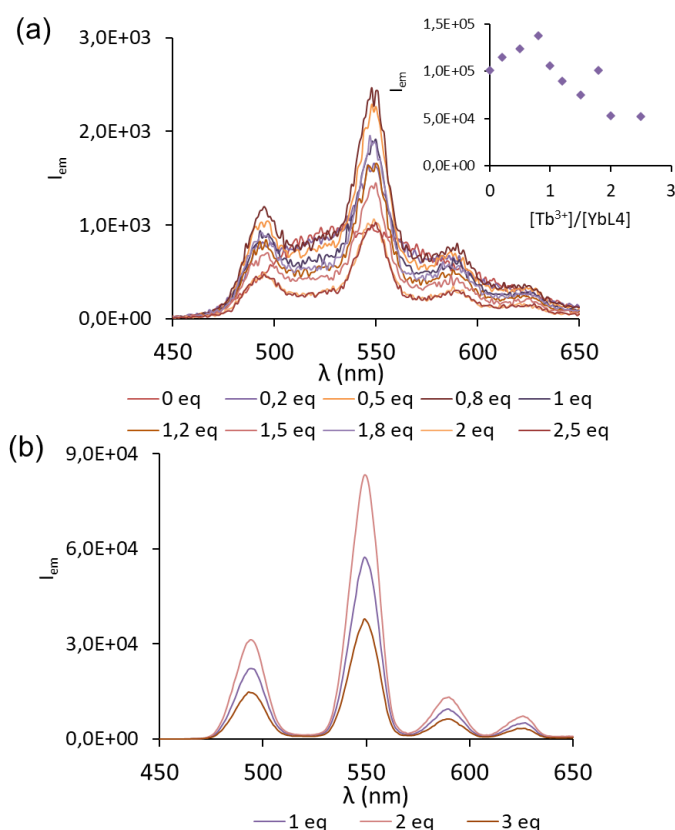 (a)
3,0E+03
2,0E+03
1,0E+03
0,0E+00
I_em
450 500 550 600 650
λ (nm)
1,5E+05
1,0E+05
5,0E+04
0,0E+00
I_em
0 1 2 3
[Tb³⁺]/[YbL4]
0 eq 0,2 eq 0,5 eq 0,8 eq 1 eq
1,2 eq 1,5 eq 1,8 eq 2 eq 2,5 eq
(b)
9,0E+04
6,0E+04
3,0E+04
0,0E+00
I_em
450 500 550 600 650
λ (nm)
1 eq 2 eq 3 eq